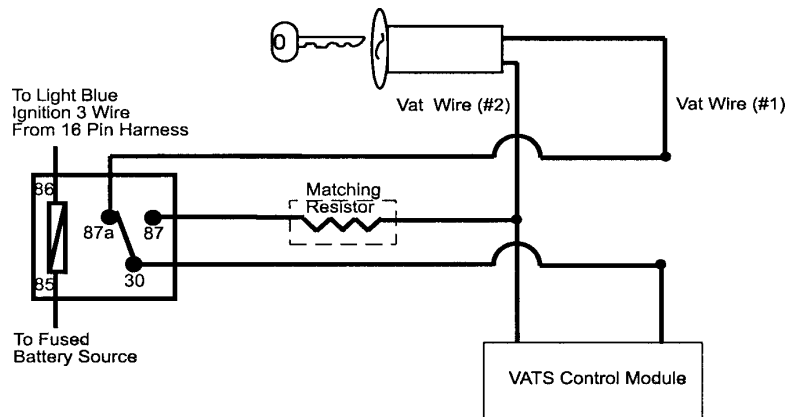 Vat Wire (#2)
Vat Wire (#1)
To Light Blue
Ignition 3 Wire
From 16 Pin Harness
86
87a
87
30
85
Matching
Resistor
To Fused
Battery Source
VATS Control Module